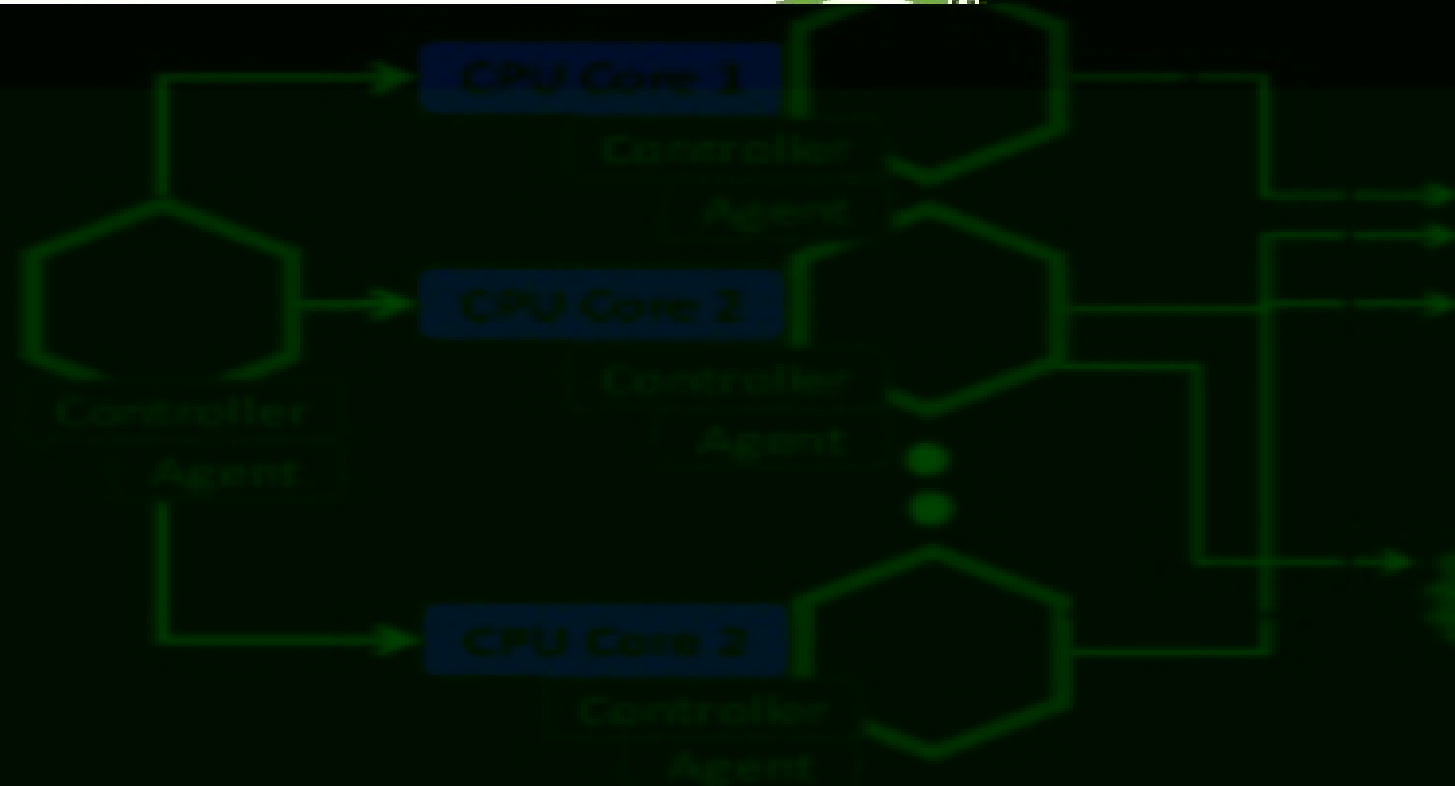 CPU Core 1
Controller
Agent
CPU Core 2
Controller
Agent
Controller
Agent
CPU Core 2
Controller
Agent